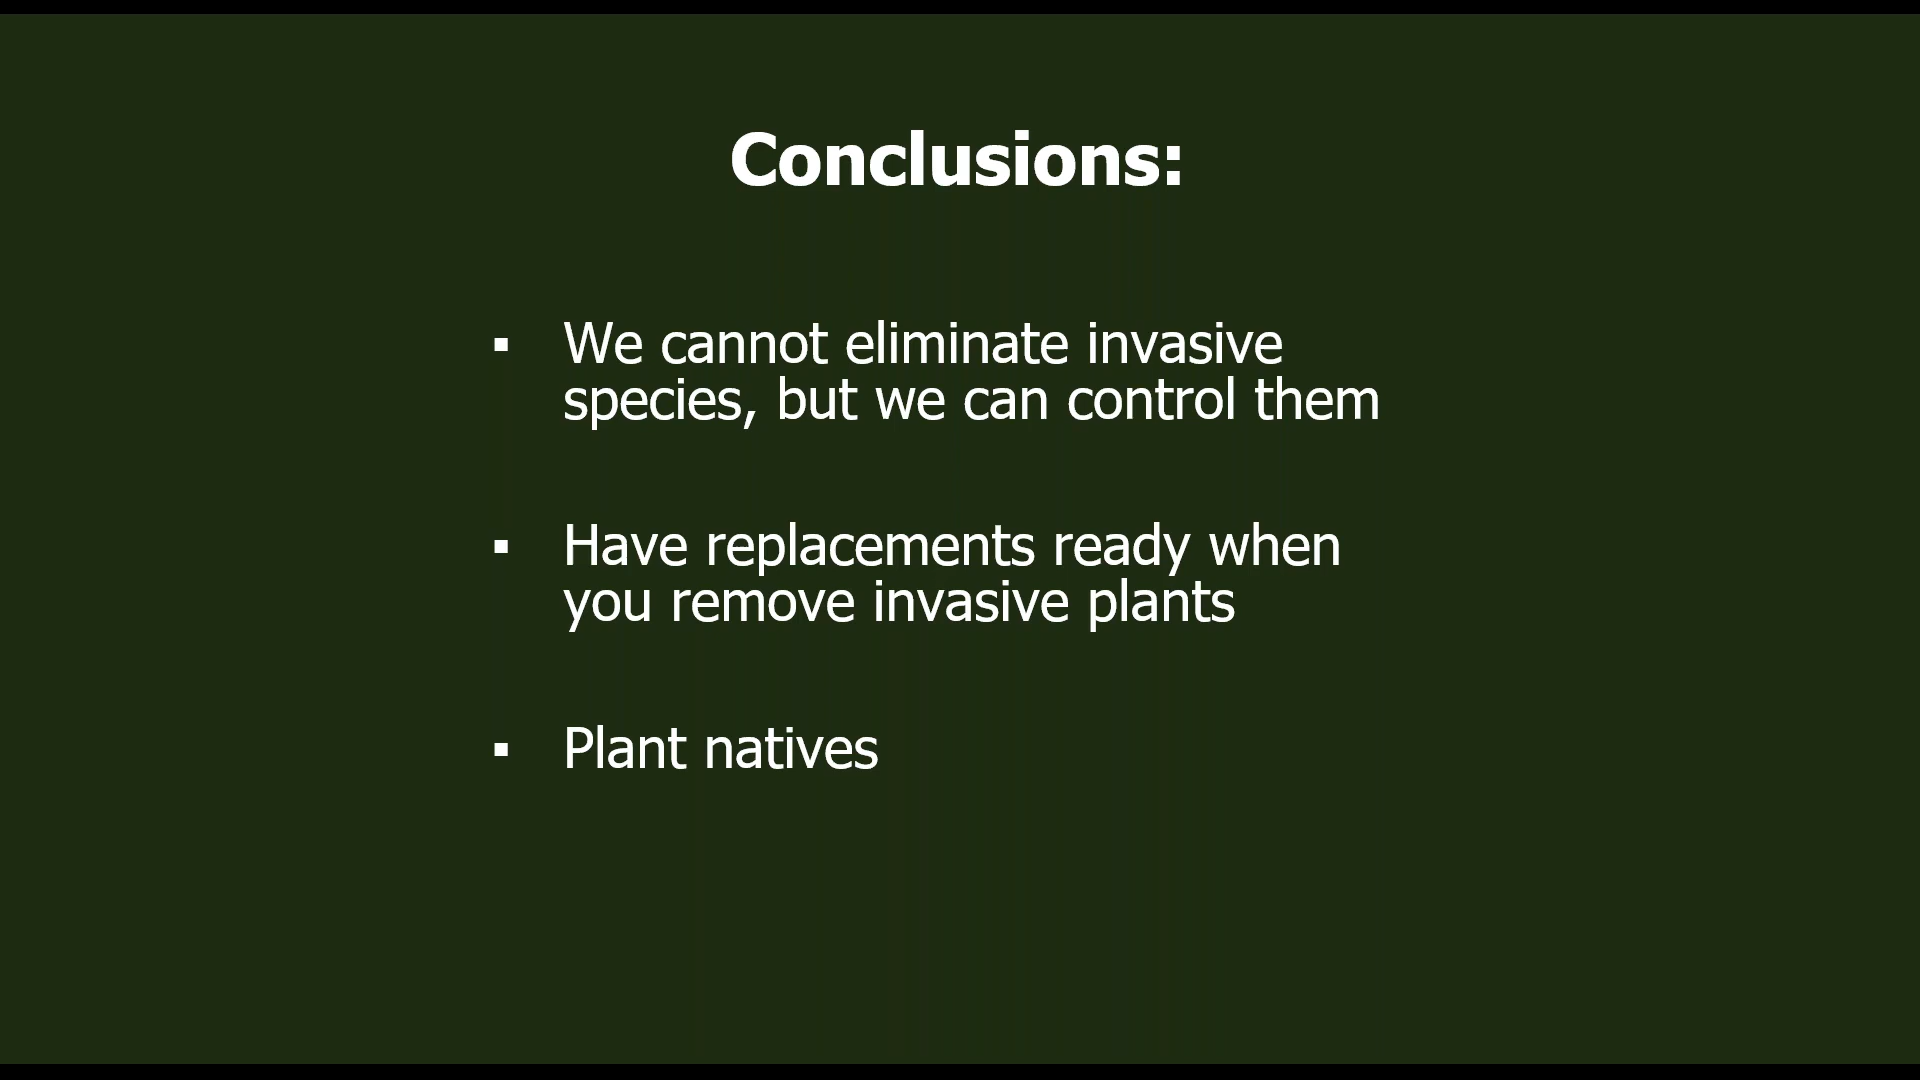 Conclusions:
▪ We cannot eliminate invasive
species, but we can control them
▪ Have replacements ready when
you remove invasive plants
▪ Plant natives